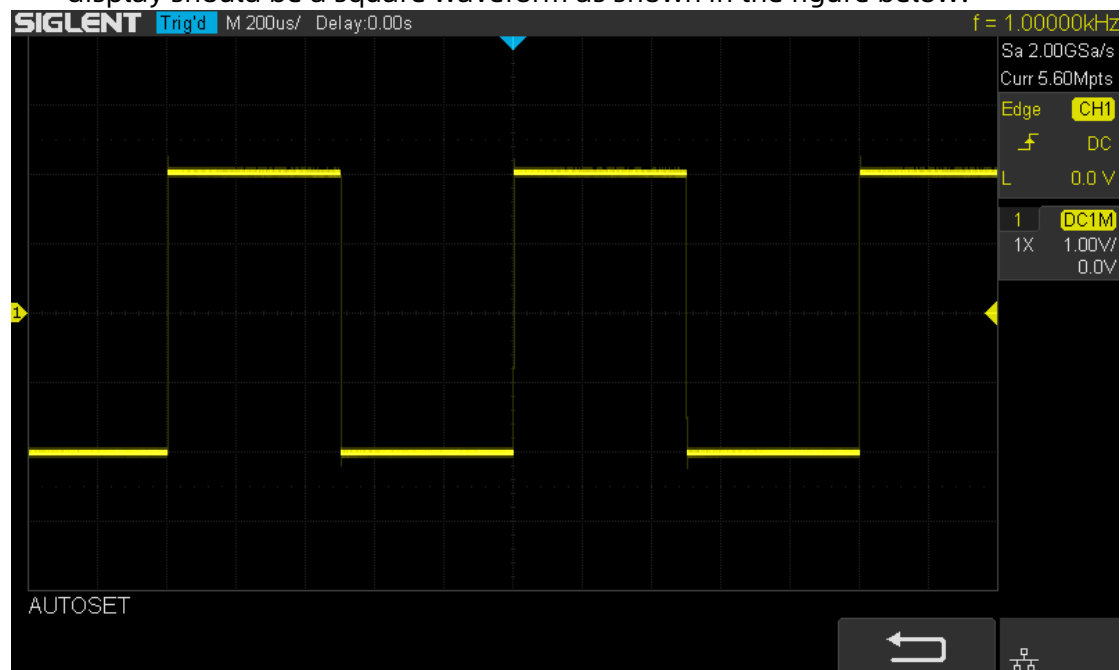 display should be a square waveform as shown in the figure below.
SIGLENT Trig'd M 200us/ Delay:0.00s f = 1.00000kHz
Sa 2.00GSa/s
Curr 5.60Mpts
Edge CH1
DC
L 0.0 V
1 DC1M
1X 1.00V/
0.0V
1
AUTOSET